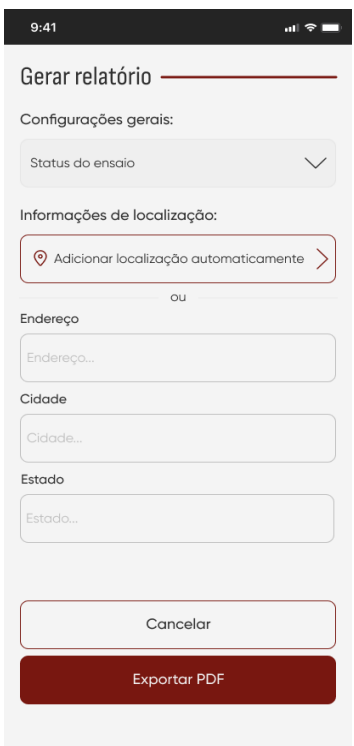 9:41
Gerar relatório
Configurações gerais:
Status do ensaio
Informações de localização:
Adicionar localização automaticamente
ou
Endereço
Endereço...
Cidade
Cidade...
Estado
Estado...
Cancelar
Exportar PDF